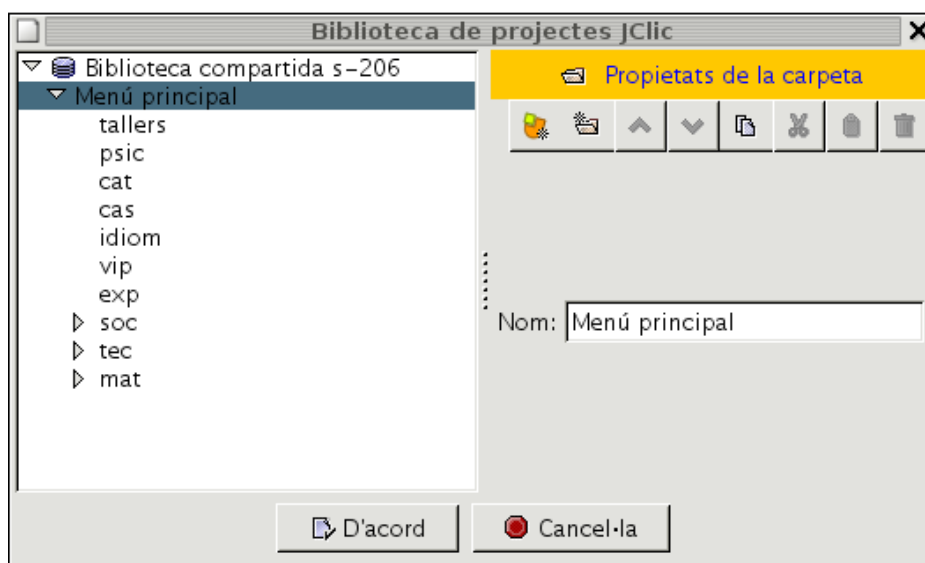 Biblioteca de projectes JClic
Biblioteca compartida s-206
Menú principal
tallers
psic
cat
cas
idiom
vip
exp
soc
tec
mat
Propietats de la carpeta
Nom: Menú principal
D'acord
Cancel·la